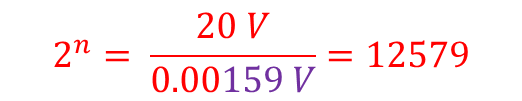 2ⁿ = 20 V / 0.00159 V = 12579